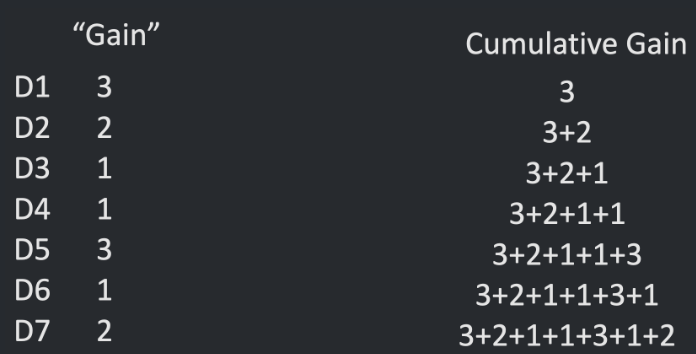 “Gain” Cumulative Gain
D1 3 3
D2 2 3+2
D3 1 3+2+1
D4 1 3+2+1+1
D5 3 3+2+1+1+3
D6 1 3+2+1+1+3+1
D7 2 3+2+1+1+3+1+2